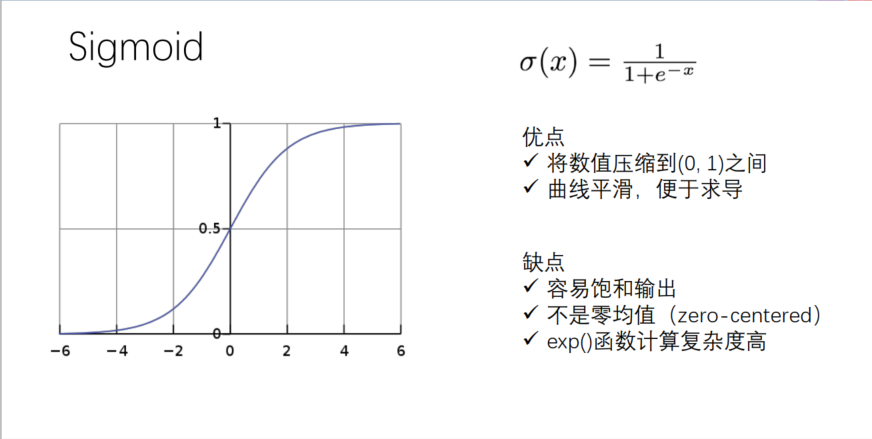 Sigmoid
σ(x) = 1 / (1+e^{-x})
优点
✓ 将数值压缩到(0, 1)之间
✓ 曲线平滑，便于求导
缺点
✓ 容易饱和输出
✓ 不是零均值（zero-centered）
✓ exp()函数计算复杂度高
1
0.5
0
−6 −4 −2 0 2 4 6